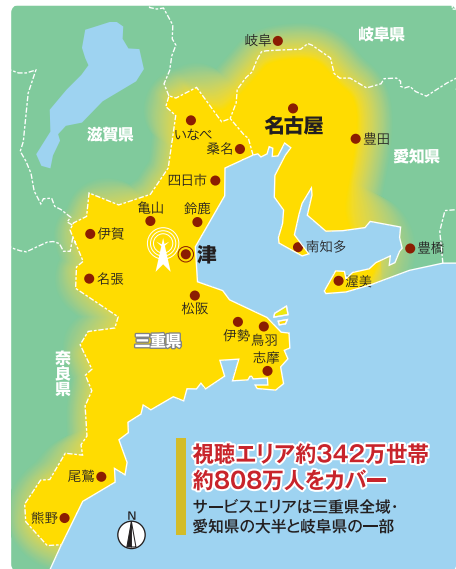 岐阜
岐阜県
滋賀県
いなべ
名古屋
豊田
桑名
愛知県
四日市
亀山
鈴鹿
伊賀
津
南知多
豊橋
名張
渥美
松阪
伊勢
鳥羽
三重県
志摩
奈良県
視聴エリア約342万世帯
約808万人をカバー
尾鷲
サービスエリアは三重県全域・
愛知県の大半と岐阜県の一部
熊野
N